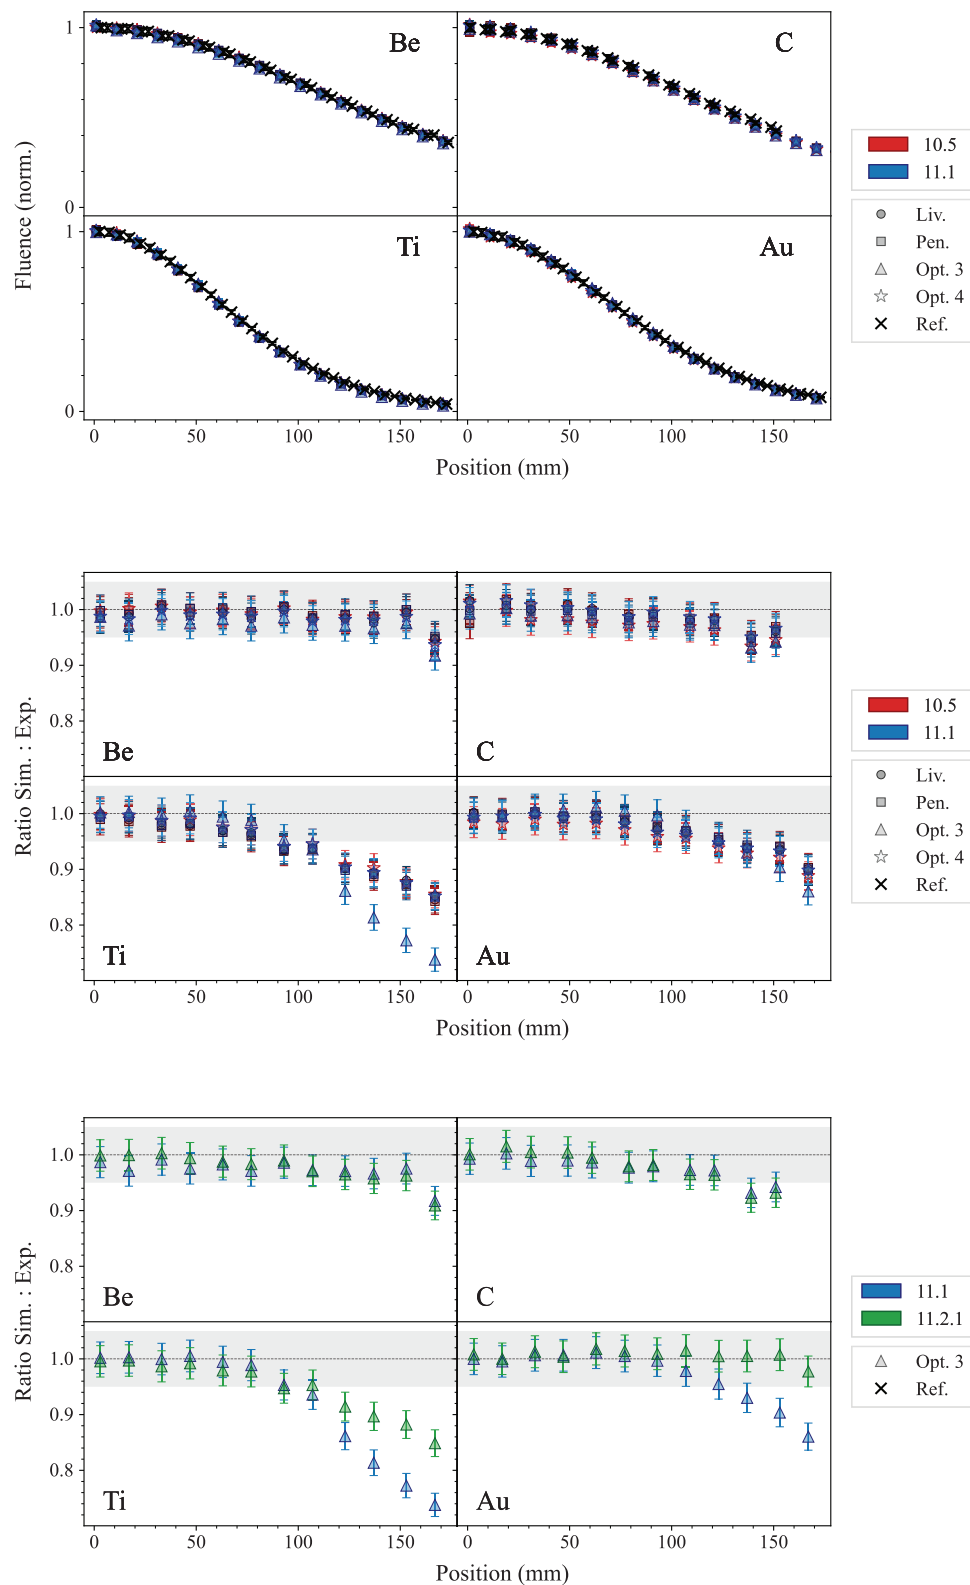 1
Be
C
Fluence (norm.)
0
10.5
11.1
Liv.
Pen.
Opt. 3
Opt. 4
Ref.
1
Ti
Au
0
0 50 100 150 0 50 100 150
Position (mm)
1.0
0.9
0.8
Be
C
Ratio Sim. : Exp.
10.5
11.1
Liv.
Pen.
Opt. 3
Opt. 4
Ref.
1.0
0.9
0.8
Ti
Au
0 50 100 150 0 50 100 150
Position (mm)
1.0
0.9
0.8
Be
C
Ratio Sim. : Exp.
11.1
11.2.1
Opt. 3
Ref.
1.0
0.9
0.8
Ti
Au
0 50 100 150 0 50 100 150
Position (mm)